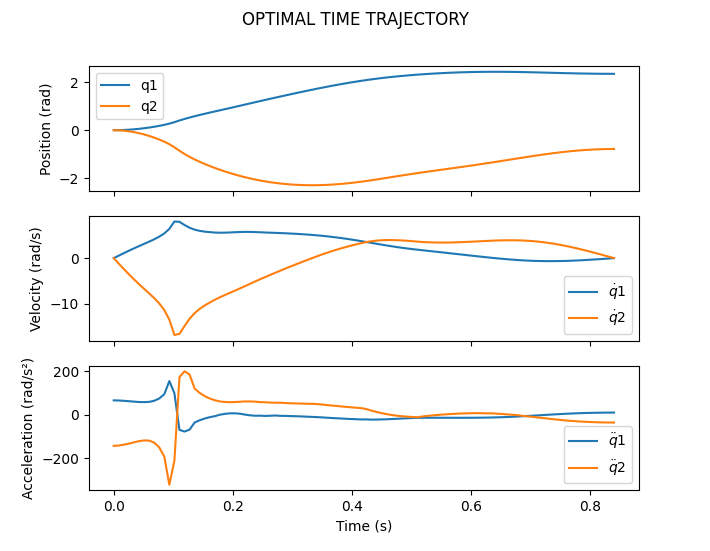 OPTIMAL TIME TRAJECTORY
Position (rad)
2
0
−2
q1
q2
Velocity (rad/s)
0
−10
q̇1
q̇2
Acceleration (rad/s²)
200
0
−200
q̈1
q̈2
0.0 0.2 0.4 0.6 0.8
Time (s)